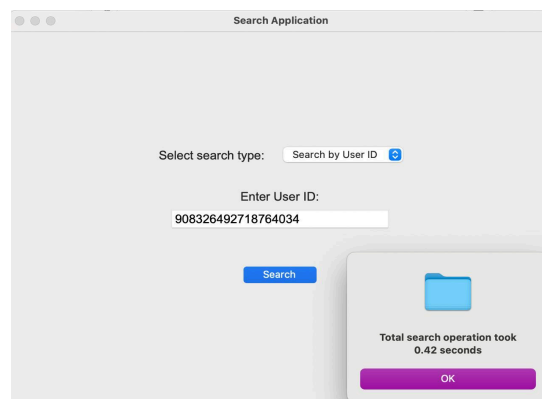 Search Application
Select search type: Search by User ID
Enter User ID:
908326492718764034
Search
Total search operation took
0.42 seconds
OK